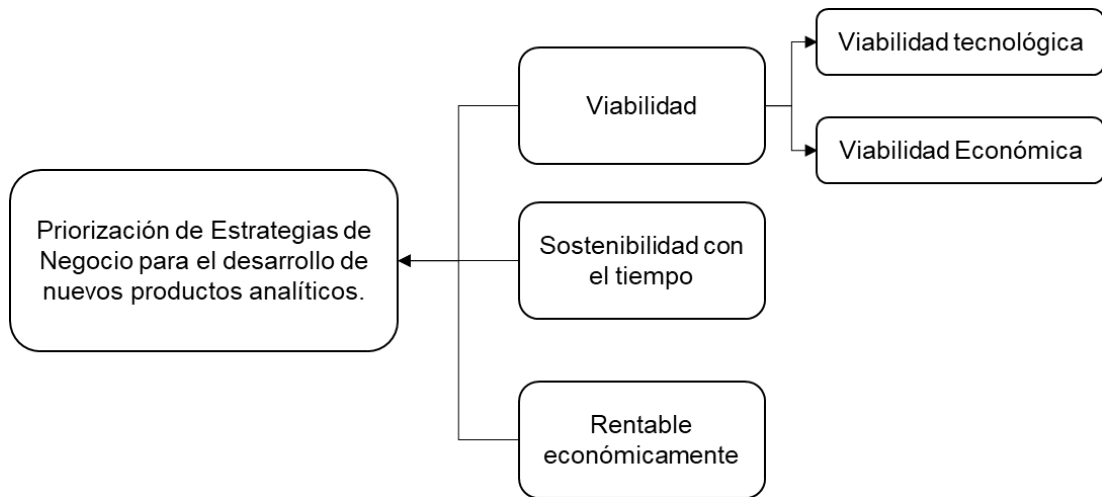 Priorización de Estrategias de
Negocio para el desarrollo de
nuevos productos analíticos.
Viabilidad
Viabilidad tecnológica
Viabilidad Económica
Sostenibilidad con
el tiempo
Rentable
económicamente